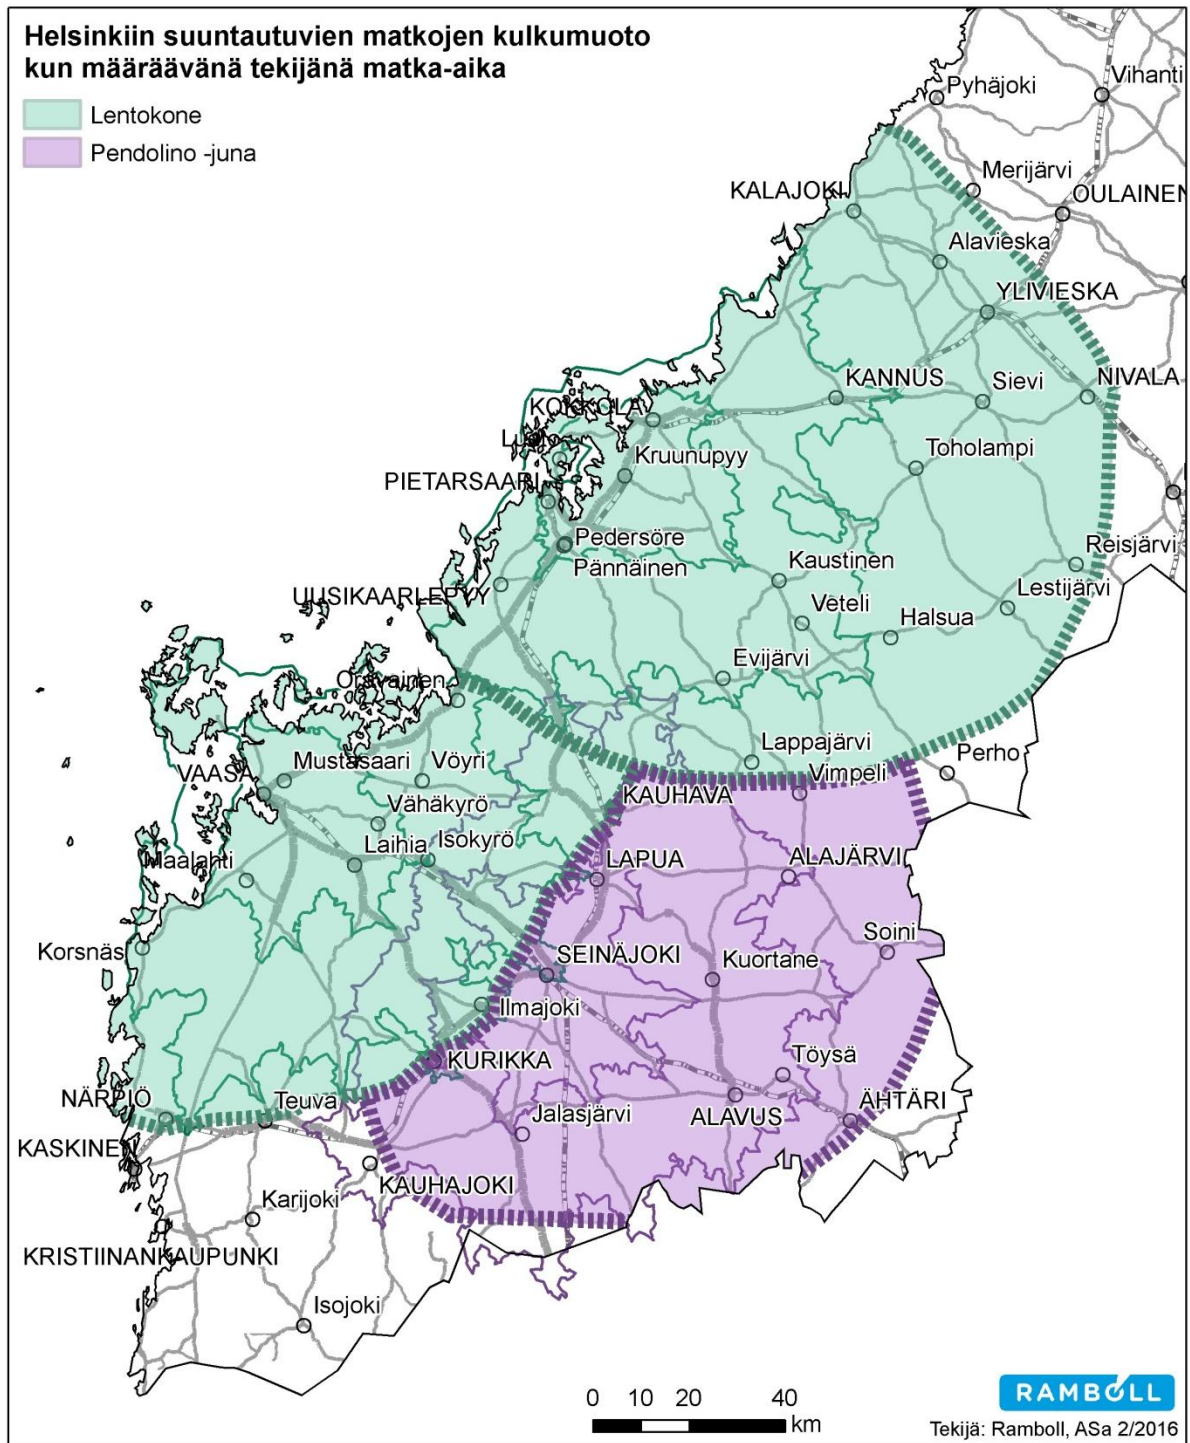 Helsinkiin suuntautuvien matkojen kulkumuoto
kun määräävänä tekijänä matka-aika
Lentokone
Pendolino -juna
Vihanti
Pyhäjoki
Merijärvi
KALAJOKI
OULAINEN
Alavieska
YLIVIESKA
KANNUS
Sievi
NIVALA
KOKKOLA
Luoto
Toholampi
Kruunupyy
PIETARSAARI
Pedersöre
Pännäinen
Reisjärvi
Kaustinen
UUSIKAARLEPYY
Lestijärvi
Veteli
Halsua
Evijärvi
Oravainen
Lappajärvi
Perho
Vimpeli
Mustasaari
Vöyri
VAASA
KAUHAVA
Vähäkyrö
Isokyrö
Laihia
Maalahti
LAPUA
ALAJÄRVI
Soini
Korsnäs
SEINÄJOKI
Kuortane
Ilmajoki
KURIKKA
Töysä
NÄRPIÖ
Teuva
ÄHTÄRI
Jalasjärvi
ALAVUS
KASKINEN
KAUHAJOKI
Karijoki
KRISTIINANKAUPUNKI
Isojoki
0 10 20 40
km
RAMBOLL
Tekijä: Ramboll, ASa 2/2016